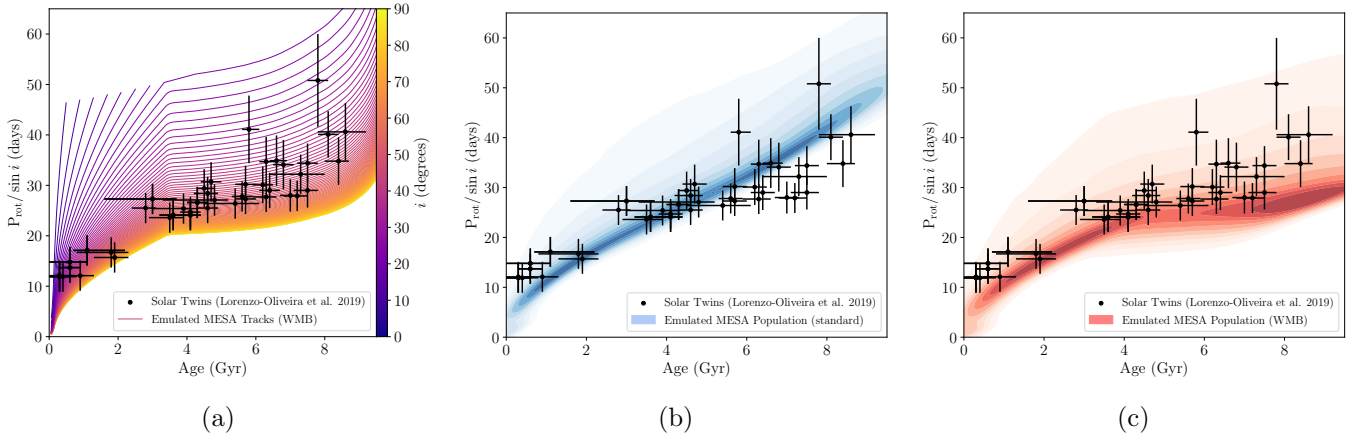 P_rot/ sin i (days)
60
50
40
30
20
10
0
0
2
4
6
8
Age (Gyr)
Solar Twins (Lorenzo-Oliveira et al. 2019)
Emulated MESA Tracks (WMB)
90
80
70
60
50
40
30
20
10
0
i (degrees)
(a)
P_rot/ sin i (days)
60
50
40
30
20
10
0
0
2
4
6
8
Age (Gyr)
Solar Twins (Lorenzo-Oliveira et al. 2019)
Emulated MESA Population (standard)
(b)
P_rot/ sin i (days)
60
50
40
30
20
10
0
0
2
4
6
8
Age (Gyr)
Solar Twins (Lorenzo-Oliveira et al. 2019)
Emulated MESA Population (WMB)
(c)